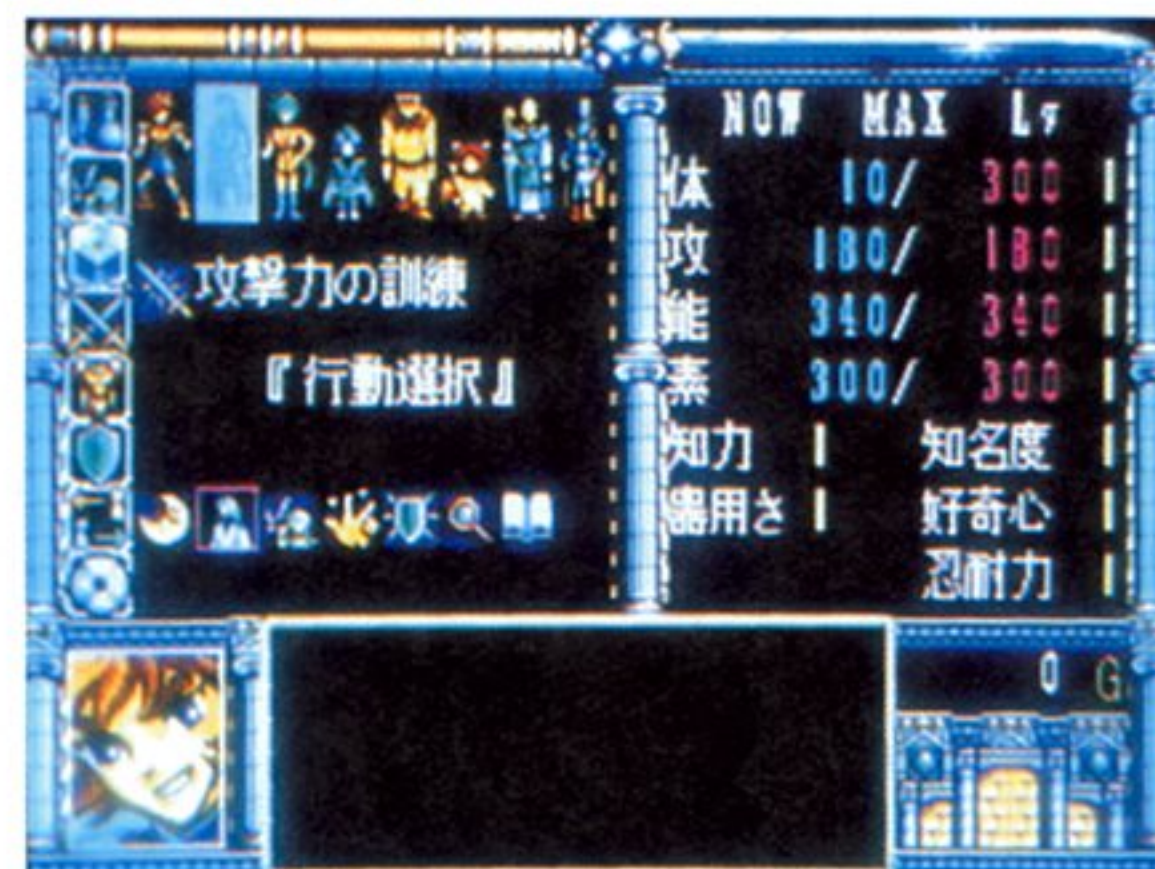 攻撃力の訓練
『行動選択』
NOW MAX Lv
体 10/ 300 1
攻 180/ 180 1
能 340/ 340 1
素 300/ 300 1
知力 1 知名度 1
器用さ 1 好奇心 1
忍耐力 1
0 G